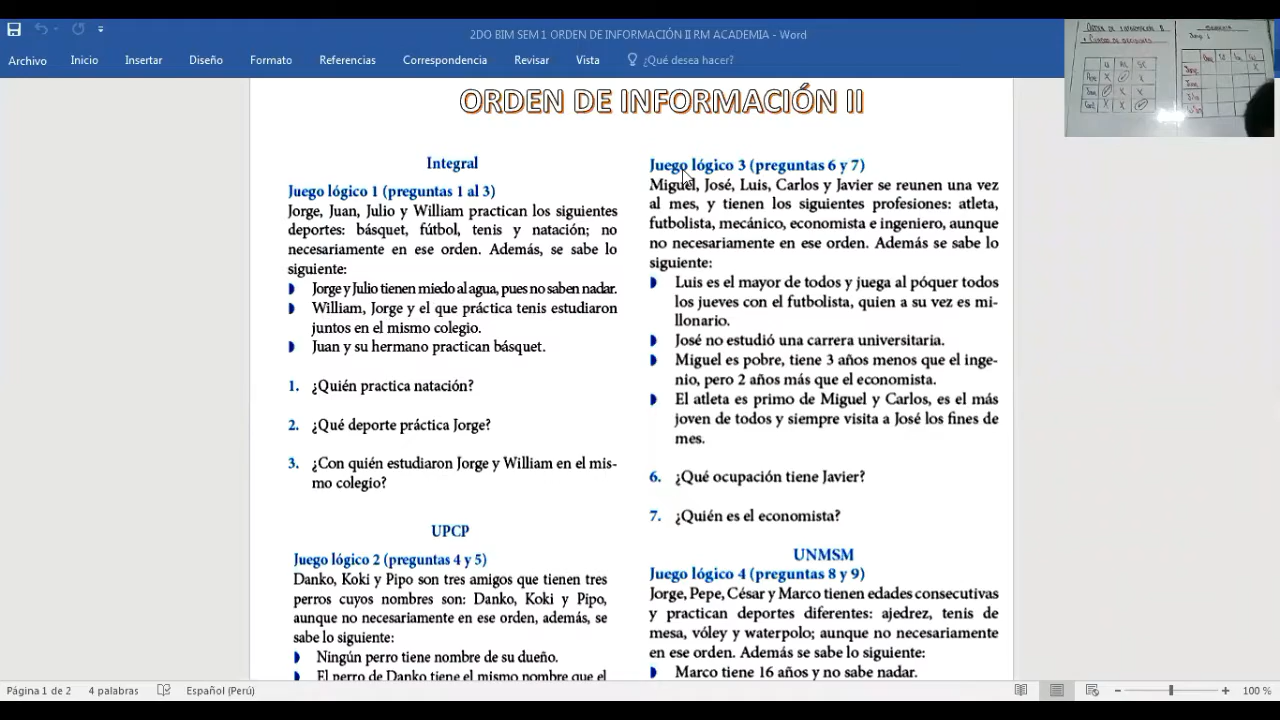 2DO BIM SEM 1 ORDEN DE INFORMACIÓN II RM ACADEMIA - Word
Archivo Inicio Insertar Diseño Formato Referencias Correspondencia Revisar Vista ¿Qué desea hacer?
ORDEN DE INFORMACIÓN II
Integral
Juego lógico 1 (preguntas 1 al 3)
Jorge, Juan, Julio y William practican los siguientes
deportes: básquet, fútbol, tenis y natación; no
necesariamente en ese orden. Además, se sabe lo
siguiente:
Jorge y Julio tienen miedo al agua, pues no saben nadar.
William, Jorge y el que práctica tenis estudiaron
juntos en el mismo colegio.
Juan y su hermano practican básquet.
1. ¿Quién practica natación?
2. ¿Qué deporte práctica Jorge?
3. ¿Con quién estudiaron Jorge y William en el mis-
mo colegio?
UPCP
Juego lógico 2 (preguntas 4 y 5)
Danko, Koki y Pipo son tres amigos que tienen tres
perros cuyos nombres son: Danko, Koki y Pipo,
aunque no necesariamente en ese orden, además, se
sabe lo siguiente:
Ningún perro tiene nombre de su dueño.
El perro de Danko tiene el mismo nombre que el
Juego lógico 3 (preguntas 6 y 7)
Miguel, José, Luis, Carlos y Javier se reunen una vez
al mes, y tienen los siguientes profesiones: atleta,
futbolista, mecánico, economista e ingeniero, aunque
no necesariamente en ese orden. Además se sabe lo
siguiente:
Luis es el mayor de todos y juega al póquer todos
los jueves con el futbolista, quien a su vez es mi-
llonario.
José no estudió una carrera universitaria.
Miguel es pobre, tiene 3 años menos que el inge-
nio, pero 2 años más que el economista.
El atleta es primo de Miguel y Carlos, es el más
joven de todos y siempre visita a José los fines de
mes.
6. ¿Qué ocupación tiene Javier?
7. ¿Quién es el economista?
UNMSM
Juego lógico 4 (preguntas 8 y 9)
Jorge, Pepe, César y Marco tienen edades consecutivas
y practican deportes diferentes: ajedrez, tenis de
mesa, vóley y waterpolo; aunque no necesariamente
en ese orden. Además se sabe lo siguiente:
Marco tiene 16 años y no sabe nadar.
Página 1 de 2 4 palabras Español (Perú) 100 %